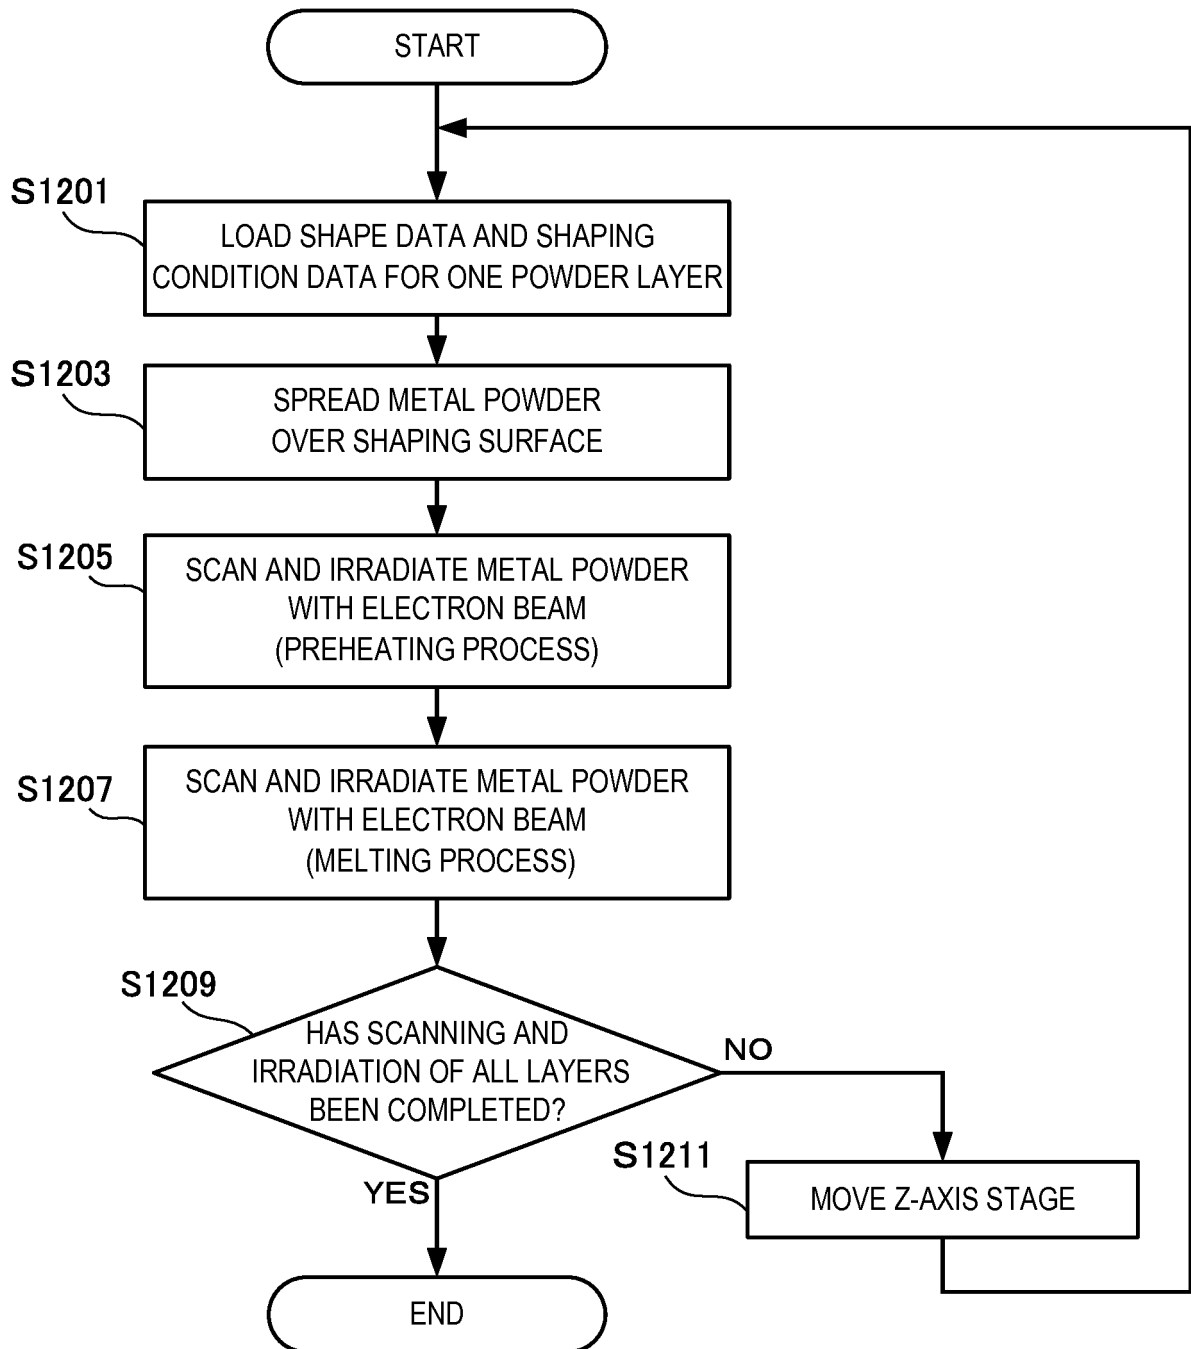 START
S1201
LOAD SHAPE DATA AND SHAPING
CONDITION DATA FOR ONE POWDER LAYER
S1203
SPREAD METAL POWDER
OVER SHAPING SURFACE
S1205
SCAN AND IRRADIATE METAL POWDER
WITH ELECTRON BEAM
(PREHEATING PROCESS)
S1207
SCAN AND IRRADIATE METAL POWDER
WITH ELECTRON BEAM
(MELTING PROCESS)
S1209
HAS SCANNING AND
IRRADIATION OF ALL LAYERS
BEEN COMPLETED?
NO
S1211
MOVE Z-AXIS STAGE
YES
END